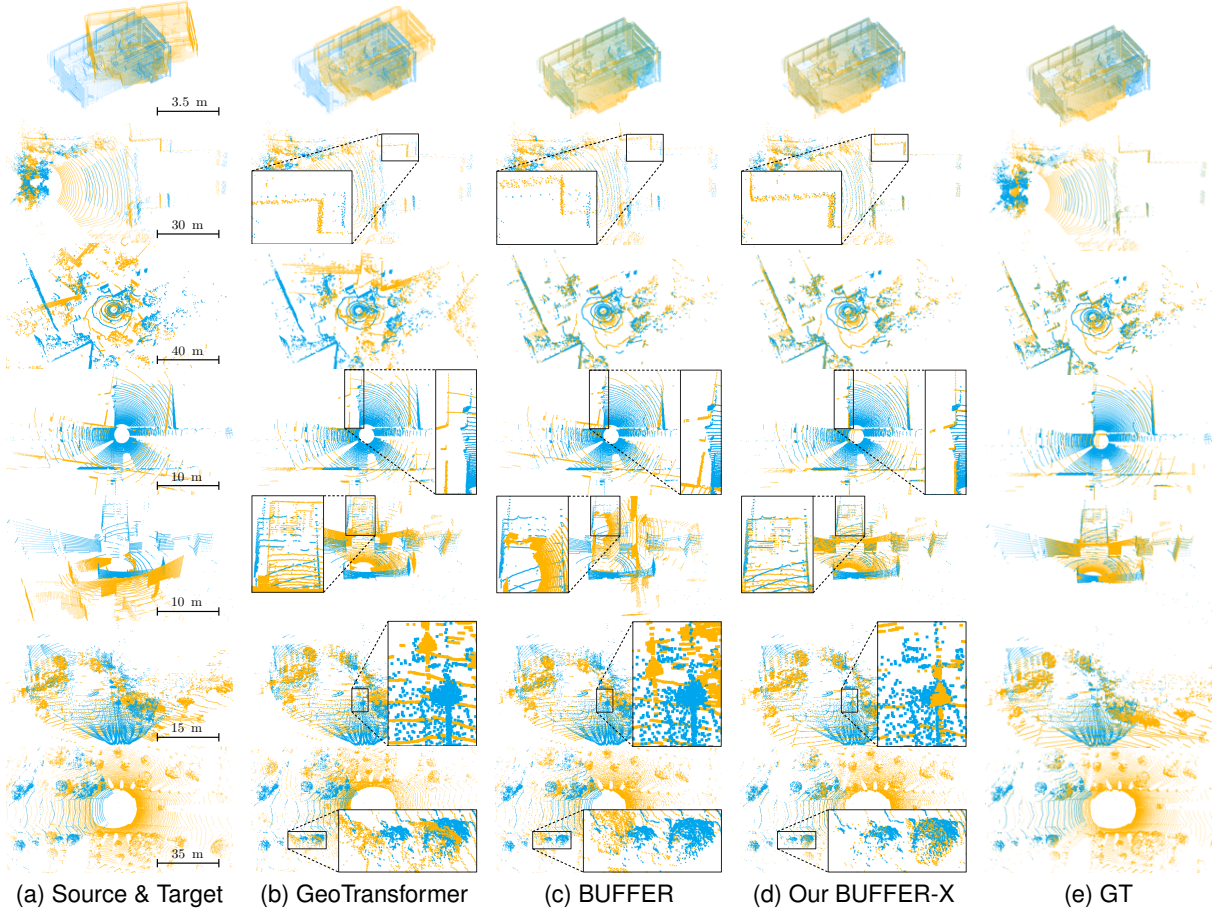 3.5 m
30 m
40 m
10 m
10 m
15 m
35 m
(a) Source & Target
(b) GeoTransformer
(c) BUFFER
(d) Our BUFFER-X
(e) GT